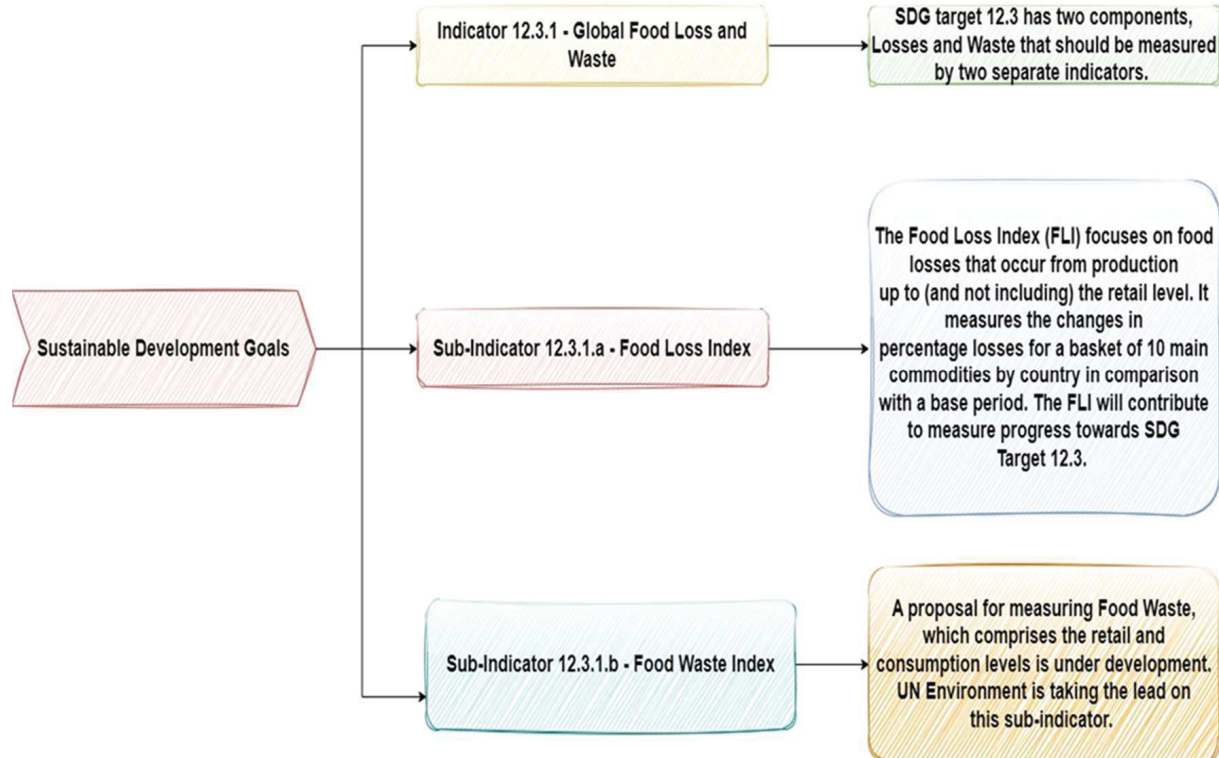 Indicator 12.3.1 - Global Food Loss and
Waste
SDG target 12.3 has two components,
Losses and Waste that should be measured
by two separate indicators.
Sustainable Development Goals
Sub-Indicator 12.3.1.a - Food Loss Index
The Food Loss Index (FLI) focuses on food
losses that occur from production
up to (and not including) the retail level. It
measures the changes in
percentage losses for a basket of 10 main
commodities by country in comparison
with a base period. The FLI will contribute
to measure progress towards SDG
Target 12.3.
Sub-Indicator 12.3.1.b - Food Waste Index
A proposal for measuring Food Waste,
which comprises the retail and
consumption levels is under development.
UN Environment is taking the lead on
this sub-indicator.